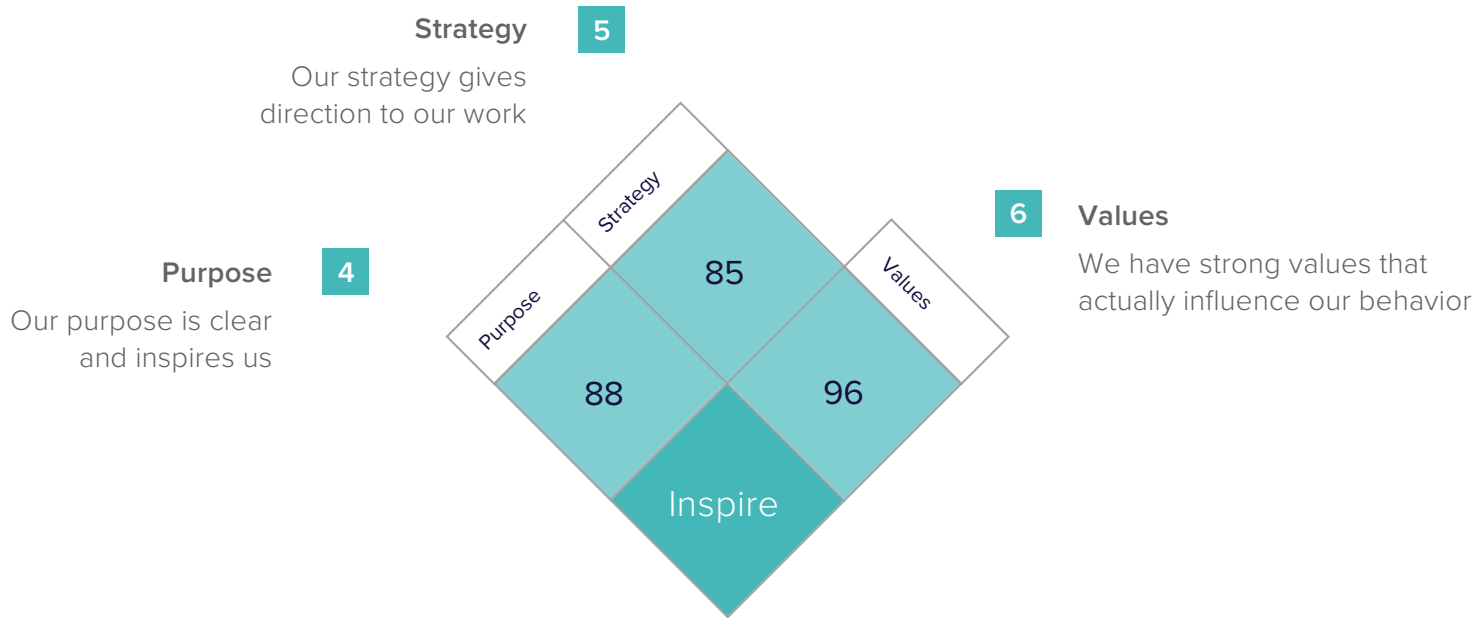 Strategy
5
Our strategy gives
direction to our work
Purpose
4
Our purpose is clear
and inspires us
6
Values
We have strong values that
actually influence our behavior
Strategy
Purpose
Values
85
88
96
Inspire